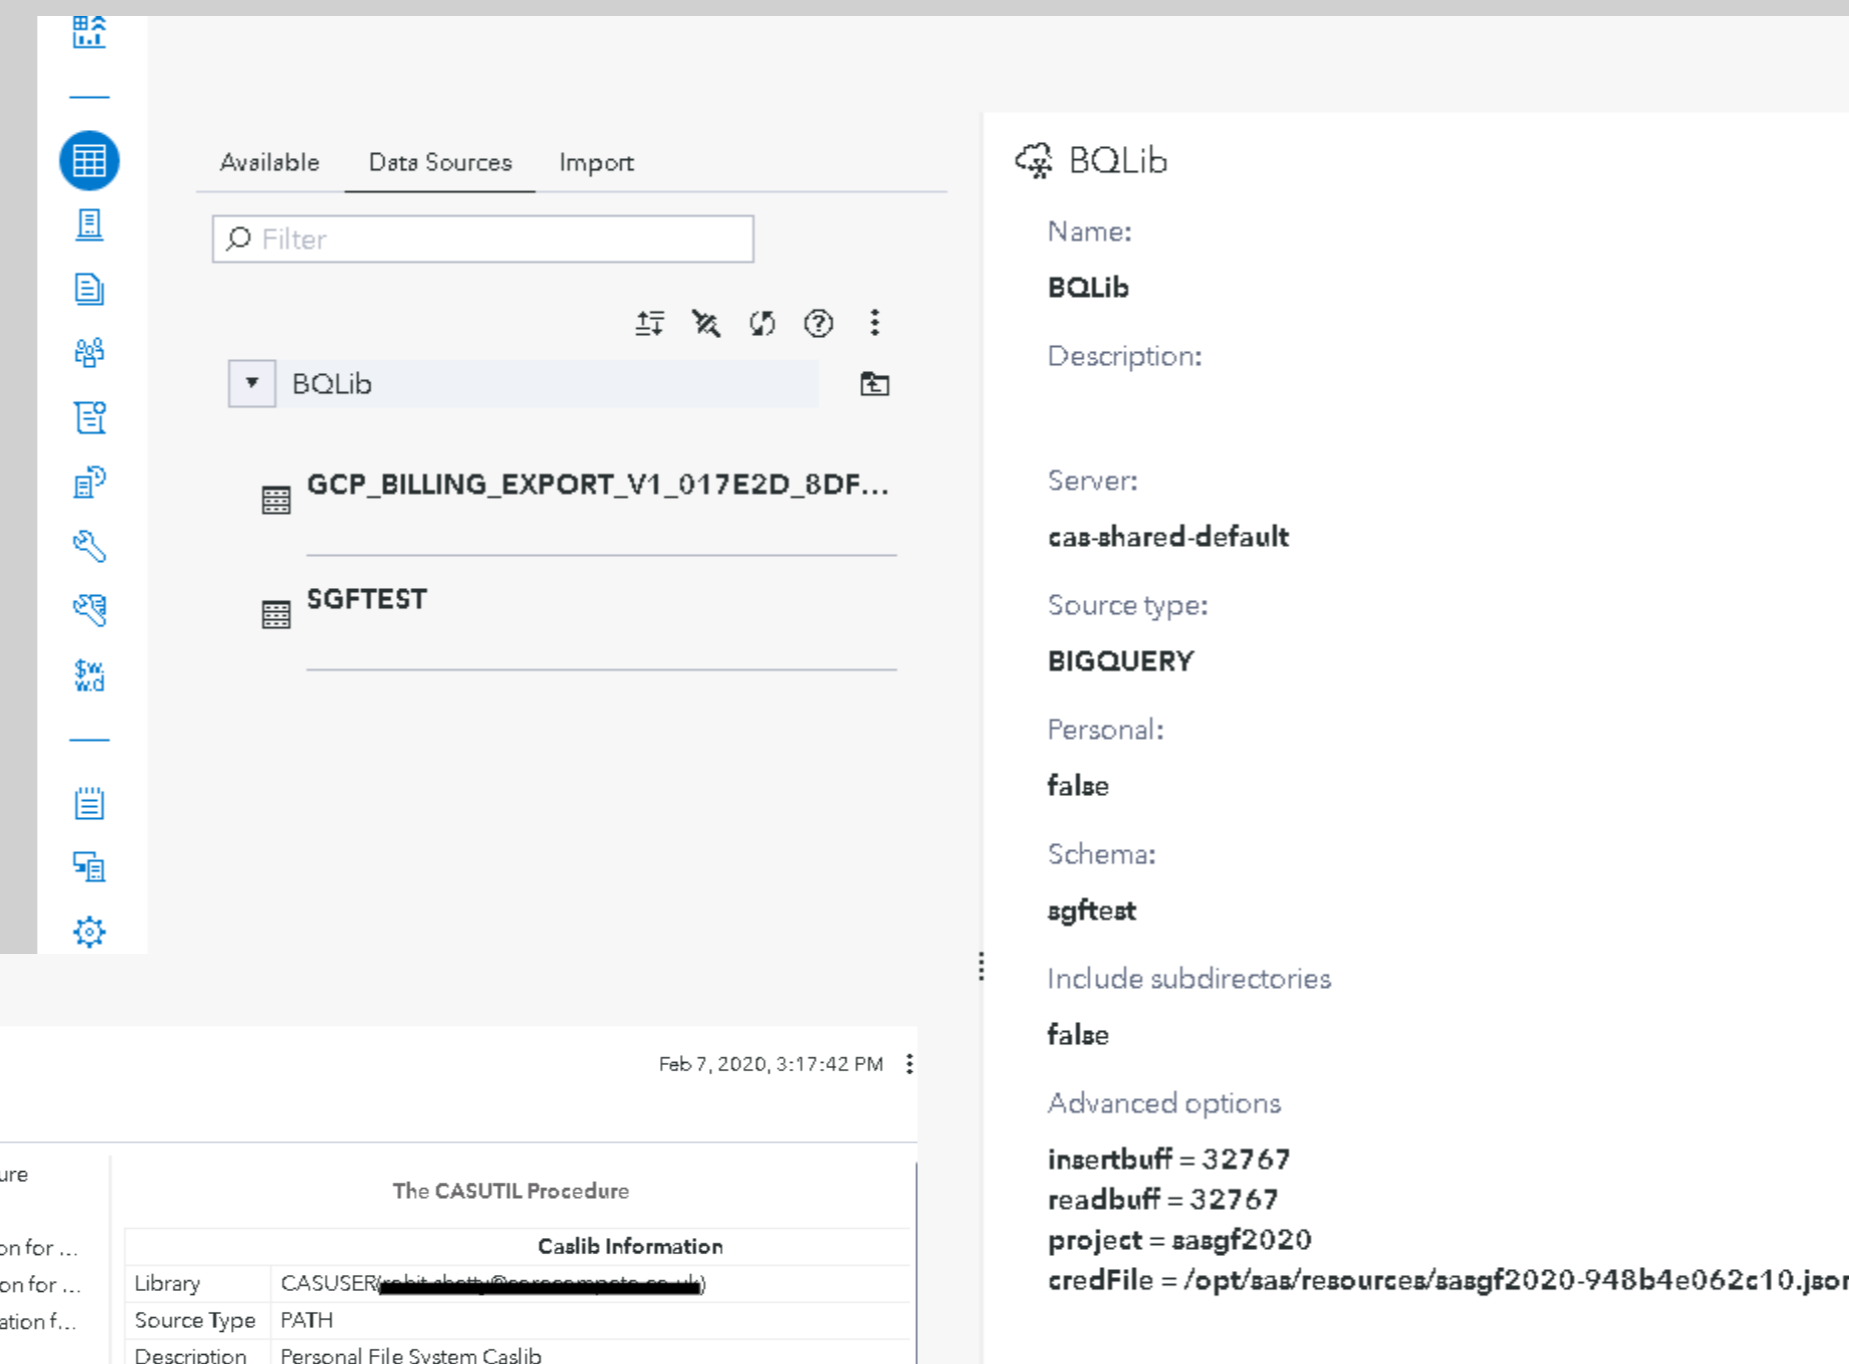 Available Data Sources Import
Filter
BQLib
GCP_BILLING_EXPORT_V1_017E2D_8DF...
SGFTEST
$w.
w.d
BQLib
Name:
BQLib
Description:
Server:
cas-shared-default
Source type:
BIGQUERY
Personal:
false
Schema:
sgftest
Include subdirectories
false
Advanced options
insertbuff = 32767
readbuff = 32767
project = sasgf2020
credFile = /opt/sas/resources/sasgf2020-948b4e062c10.json
Feb 7, 2020, 3:17:42 PM
ure
on for ...
on for ...
ation f...
The CASUTIL Procedure
Caslib Information
Library CASUSER( )
Source Type PATH
Description Personal File System Caslib